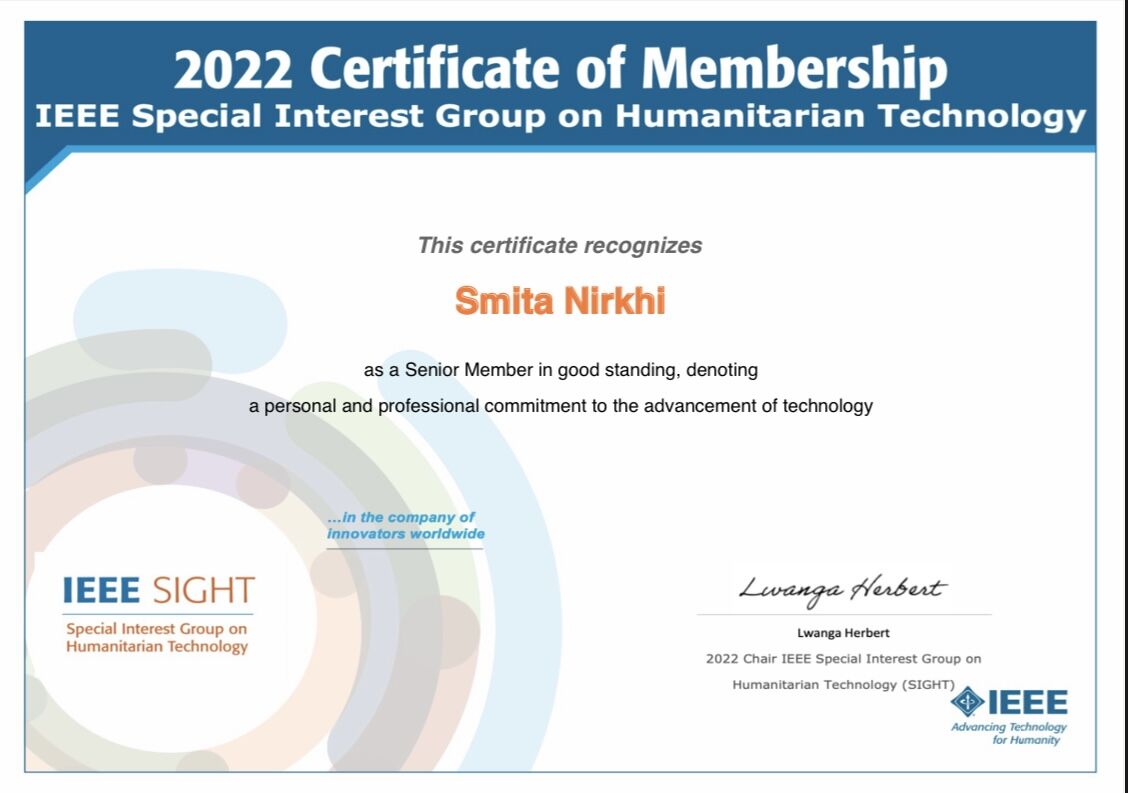 2022 Certificate of Membership
IEEE Special Interest Group on Humanitarian Technology
This certificate recognizes
Smita Nirkhi
as a Senior Member in good standing, denoting
a personal and professional commitment to the advancement of technology
...in the company of
innovators worldwide
IEEE SIGHT
Special Interest Group on
Humanitarian Technology
Lwanga Herbert
Lwanga Herbert
2022 Chair IEEE Special Interest Group on
Humanitarian Technology (SIGHT)
IEEE
Advancing Technology
for Humanity